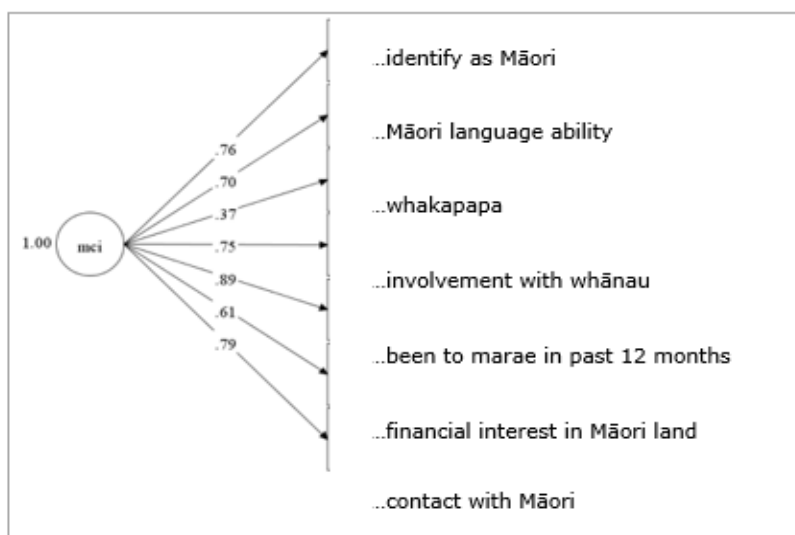 ...identify as Māori
...Māori language ability
.76
.70
...whakapapa
.37
1.00
mci
.75
...involvement with whānau
.89
.61
.79
...been to marae in past 12 months
...financial interest in Māori land
...contact with Māori